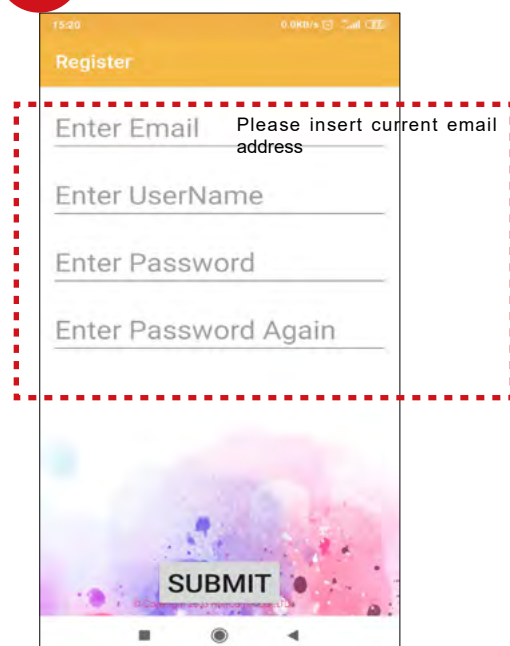 15:20
0.0KB/s
Register
Enter Email
Please insert current email
address
Enter UserName
Enter Password
Enter Password Again
SUBMIT